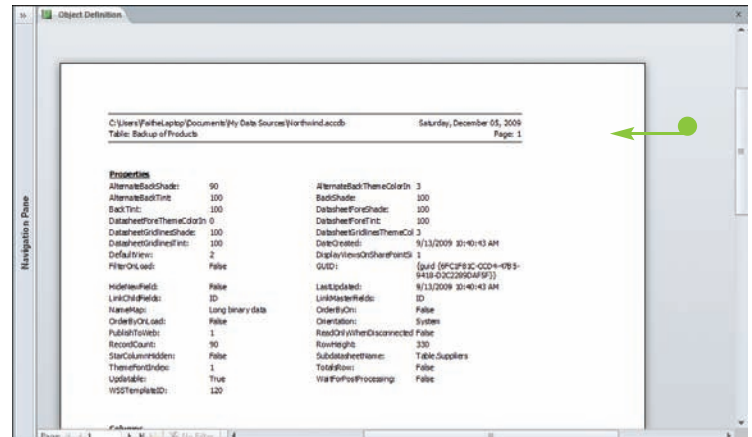 Object Definition
x
Navigation Pane
C:\Users\FaitheLaptop\Documents\My Data Sources\Northwind.accdb Saturday, December 05, 2009
Table: Backup of Products Page: 1
Properties
AlternateBackShade: 90 AlternateBackThemeColorIn 3
AlternateBackTint: 100 BackShade: 100
BackTint: 100 DatasheetForeShade: 100
DatasheetForeThemeColorIn 0 DatasheetForeTint: 100
DatasheetGridlinesShade: 100 DatasheetGridlinesThemeCol 3
DatasheetGridlinesTint: 100 DateCreated: 9/13/2009 10:40:43 AM
DefaultView: 2 DisplayViewsOnSharePointSi 1
FilterOnLoad: False GUID: {guid
HideNewField: False LastUpdated: 9/13/2009 10:40:43 AM
LinkChildFields: ID LinkMasterFields: ID
NameMap: Long binary data OrderByOn: False
OrderByOnLoad: False Orientation: System
PublishToWeb: 1 ReadOnlyWhenDisconnected False
RecordCount: 90 RowHeight: 330
StarColumnHidden: False SubdatasheetName: Table.Suppliers
ThemeFontIndex: 1 TotalsRow: False
Updatable: True WaitForPostProcessing: False
WSSTemplateID: 120
Columns
Page: 1 No Filter